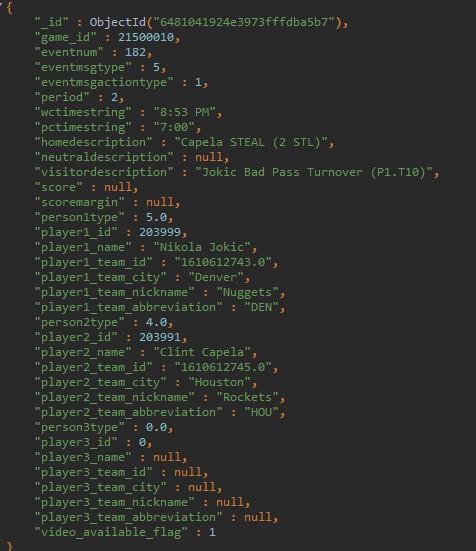 {
"_id" : ObjectId("6481041924e3973fffdba5b7"),
"game_id" : 21500010,
"eventnum" : 182,
"eventmsgtype" : 5,
"eventmsgactiontype" : 1,
"period" : 2,
"wctimestring" : "8:53 PM",
"pctimestring" : "7:00",
"homedescription" : "Capela STEAL (2 STL)",
"neutraldescription" : null,
"visitordescription" : "Jokic Bad Pass Turnover (P1.T10)",
"score" : null,
"scoremargin" : null,
"person1type" : 5.0,
"player1_id" : 203999,
"player1_name" : "Nikola Jokic",
"player1_team_id" : "1610612743.0",
"player1_team_city" : "Denver",
"player1_team_nickname" : "Nuggets",
"player1_team_abbreviation" : "DEN",
"person2type" : 4.0,
"player2_id" : 203991,
"player2_name" : "Clint Capela",
"player2_team_id" : "1610612745.0",
"player2_team_city" : "Houston",
"player2_team_nickname" : "Rockets",
"player2_team_abbreviation" : "HOU",
"person3type" : 0.0,
"player3_id" : 0,
"player3_name" : null,
"player3_team_id" : null,
"player3_team_city" : null,
"player3_team_nickname" : null,
"player3_team_abbreviation" : null,
"video_available_flag" : 1
}